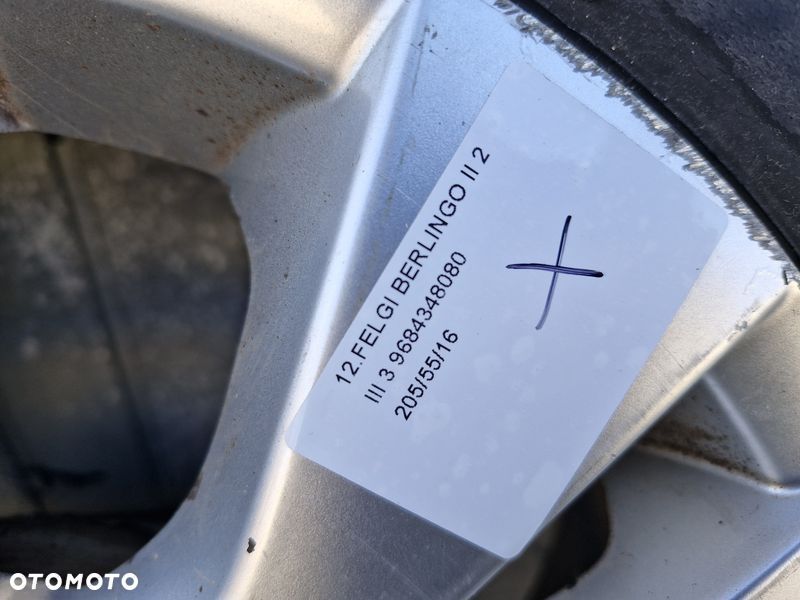 12.FELGI BERLINGO II 2
III 3 9684348080
205/55/16
OTOMOTO